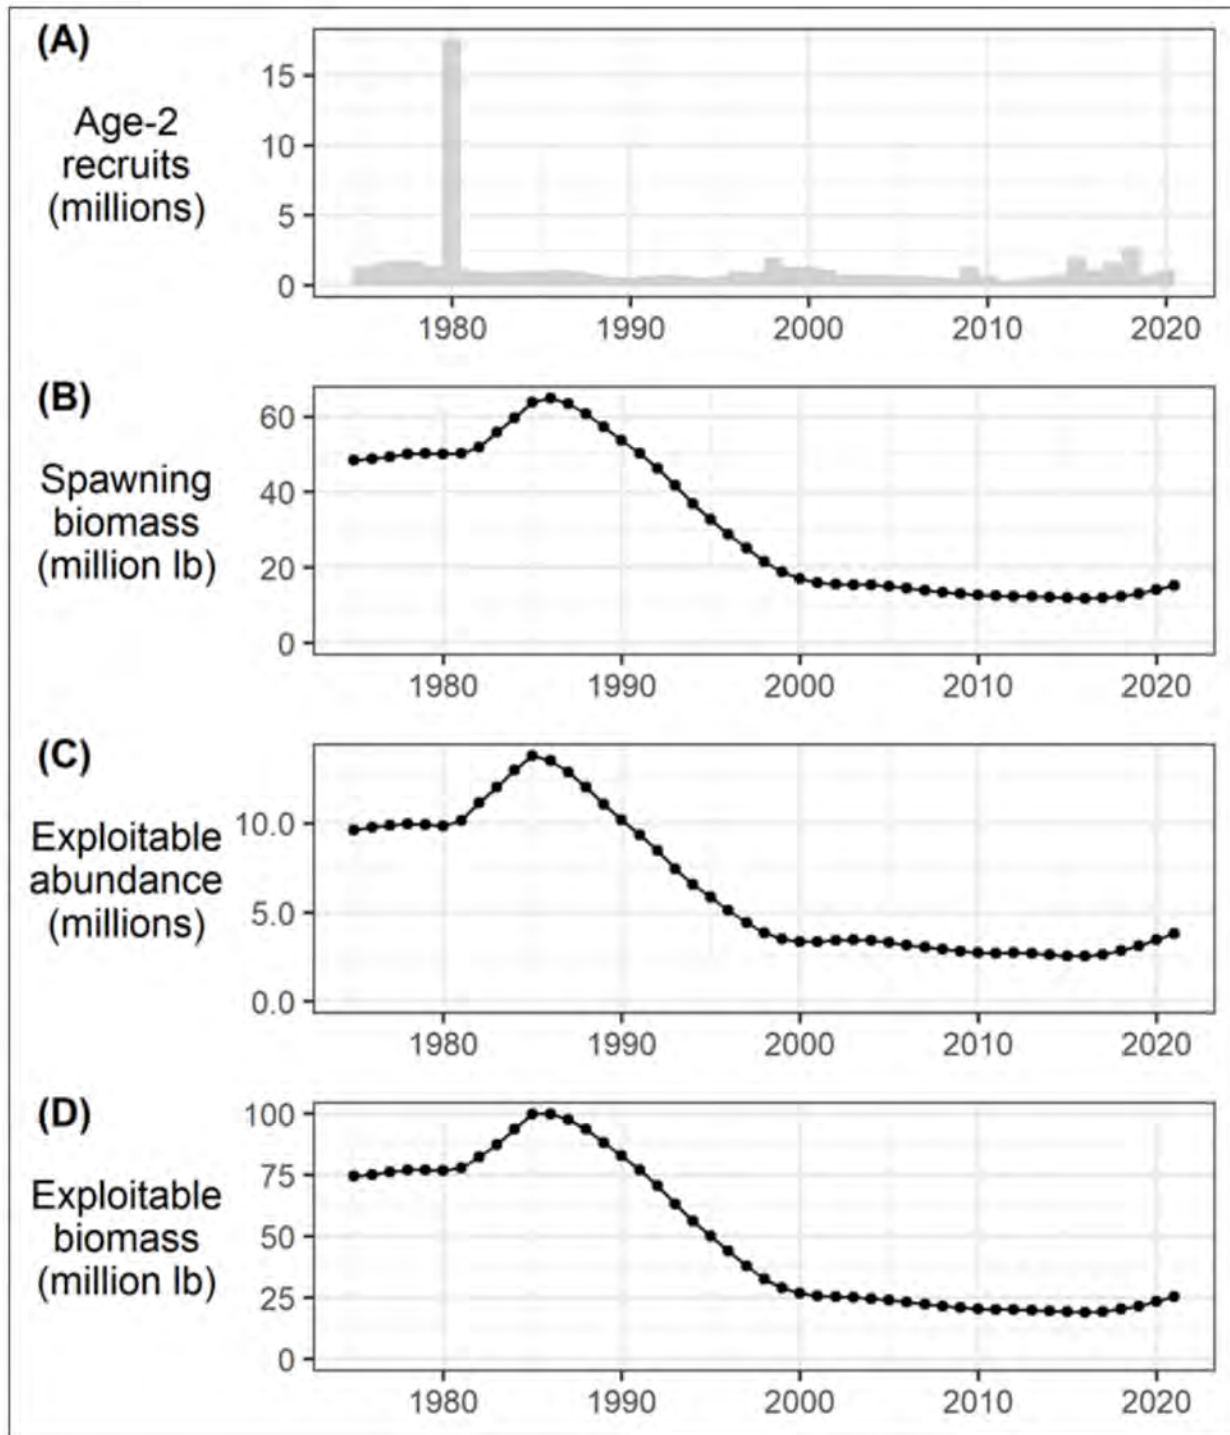 (A)
Age-2
recruits
(millions)
15
10
5
0
1980 1990 2000 2010 2020
(B)
Spawning
biomass
(million lb)
60
40
20
0
1980 1990 2000 2010 2020
(C)
Exploitable
abundance
(millions)
10.0
5.0
0.0
1980 1990 2000 2010 2020
(D)
Exploitable
biomass
(million lb)
100
75
50
25
0
1980 1990 2000 2010 2020